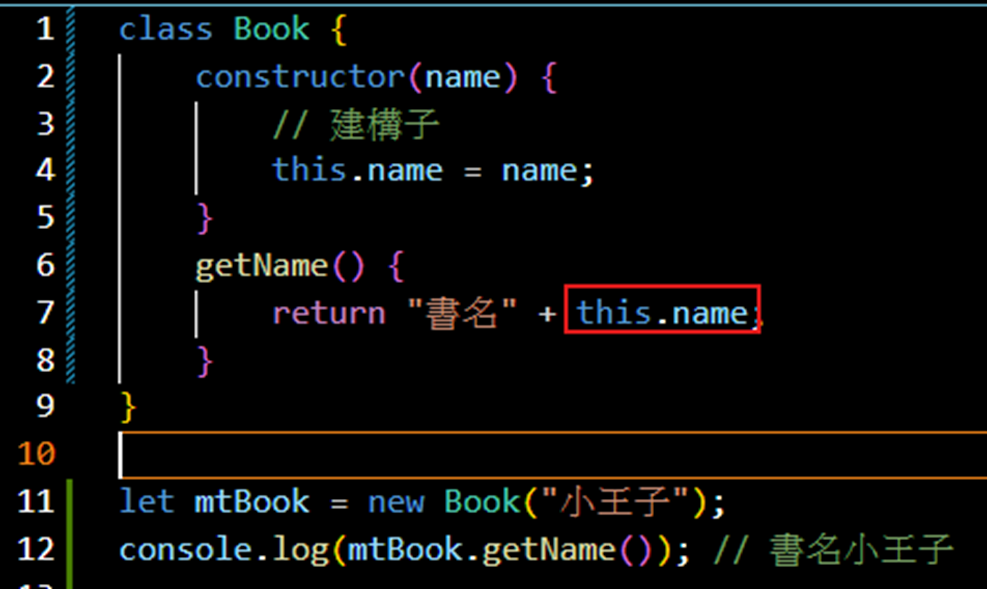 1 class Book {
2 constructor(name) {
3 // 建構子
4 this.name = name;
5 }
6 getName() {
7 return "書名" + this.name;
8 }
9 }
10
11 let mtBook = new Book("小王子");
12 console.log(mtBook.getName()); // 書名小王子